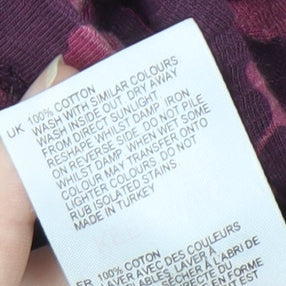 UK 100% COTTON
WASH WITH SIMILAR COLOURS
WASH INSIDE OUT. DRY AWAY
FROM DIRECT SUNLIGHT.
RESHAPE WHILST DAMP. IRON
ON REVERSE SIDE. DO NOT PILE
WHILST DAMP. WHEN WET SOME
COLOUR MAY TRANSFER ONTO
LIGHTER COLOURS. DO NOT
RUB ISOLATED STAINS
MADE IN TURKEY
FR 100% COTON
LAVER AVEC DES COULEURS
LAVER À
SÉCHER À L'ABRI DE
EN FORME
EST